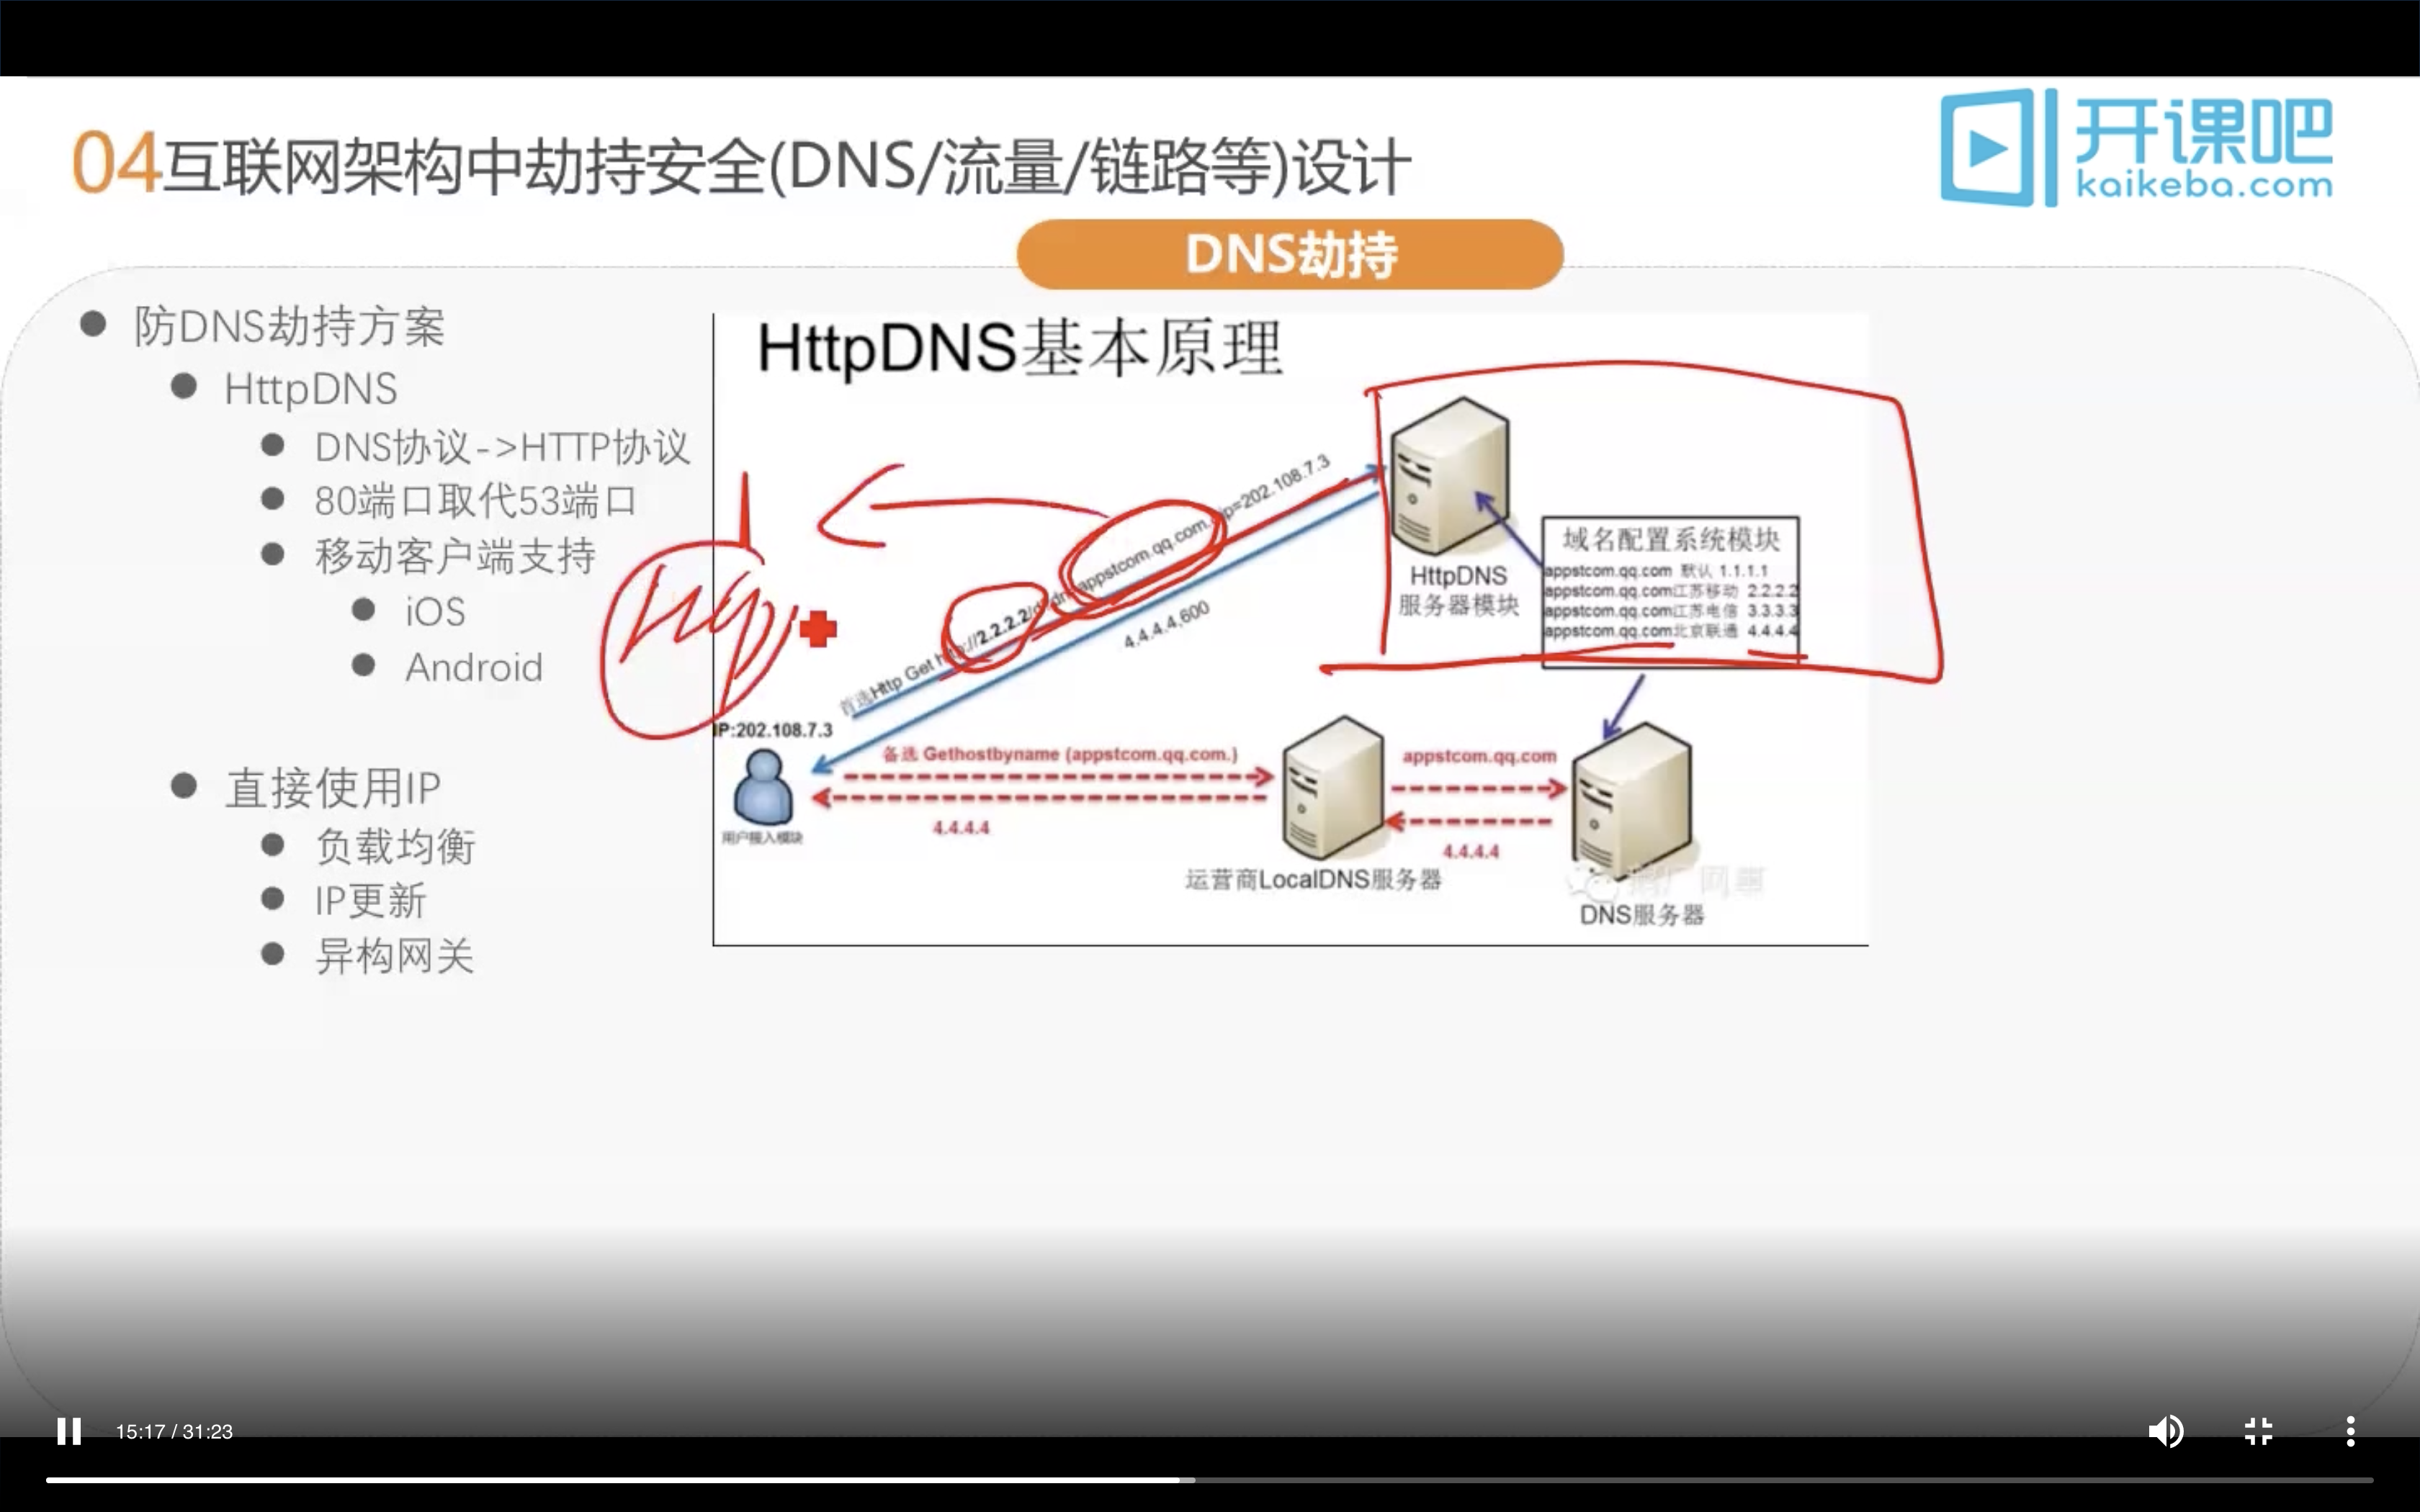 04互联网架构中劫持安全(DNS/流量/链路等)设计
开课吧
kaikeba.com
DNS劫持
防DNS劫持方案
HttpDNS
DNS协议->HTTP协议
80端口取代53端口
移动客户端支持
iOS
Android
直接使用IP
负载均衡
IP更新
异构网关
HttpDNS基本原理
首选Http Get http://2.2.2.2/d?dn=appstcom.qq.com. ip=202.108.7.3
4.4.4.4,600
HttpDNS
服务器模块
域名配置系统模块
appstcom.qq.com 默认 1.1.1.1
appstcom.qq.com江苏移动 2.2.2.2
appstcom.qq.com江苏电信 3.3.3.3
appstcom.qq.com北京联通 4.4.4.4
IP:202.108.7.3
用户接入模块
备选 Gethostbyname (appstcom.qq.com.)
4.4.4.4
appstcom.qq.com
4.4.4.4
运营商LocalDNS服务器
DNS服务器
15:17 / 31:23